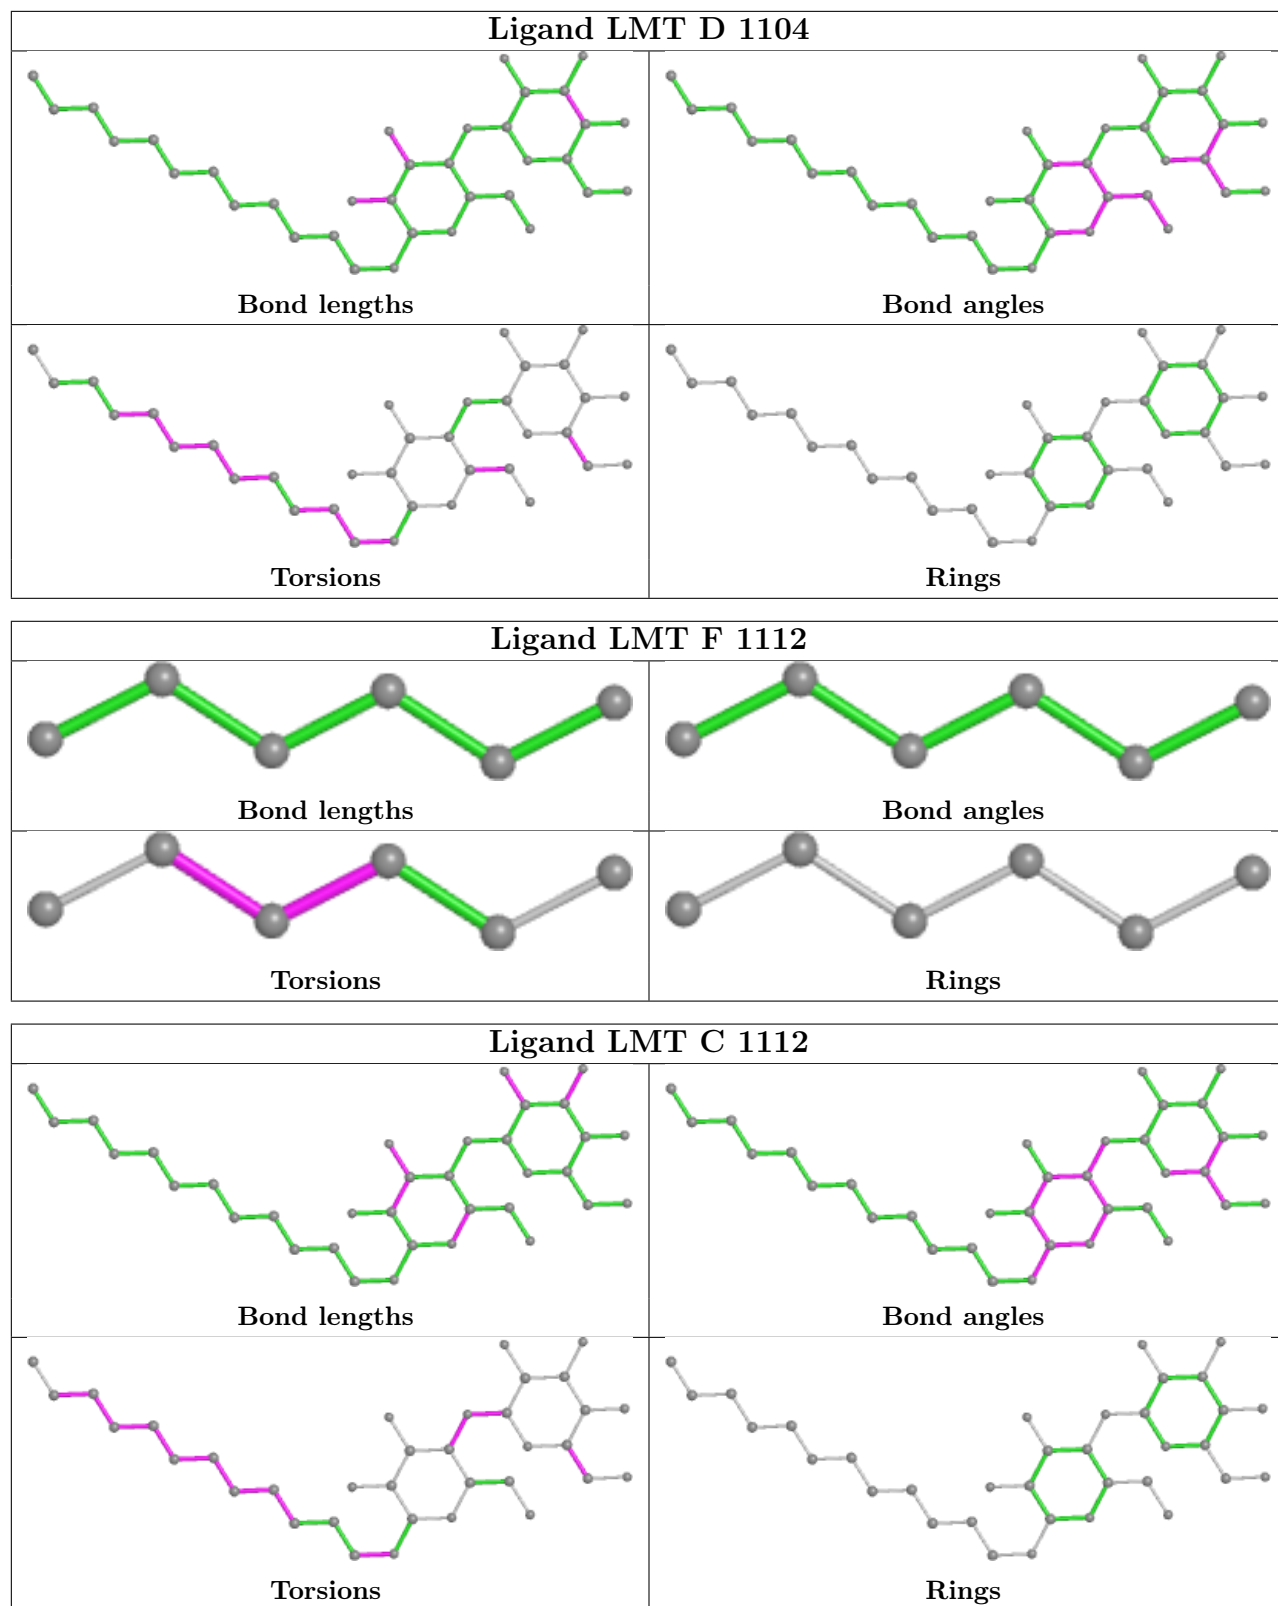 Ligand LMT D 1104
Bond lengths
Bond angles
Torsions
Rings
Ligand LMT F 1112
Bond lengths
Bond angles
Torsions
Rings
Ligand LMT C 1112
Bond lengths
Bond angles
Torsions
Rings